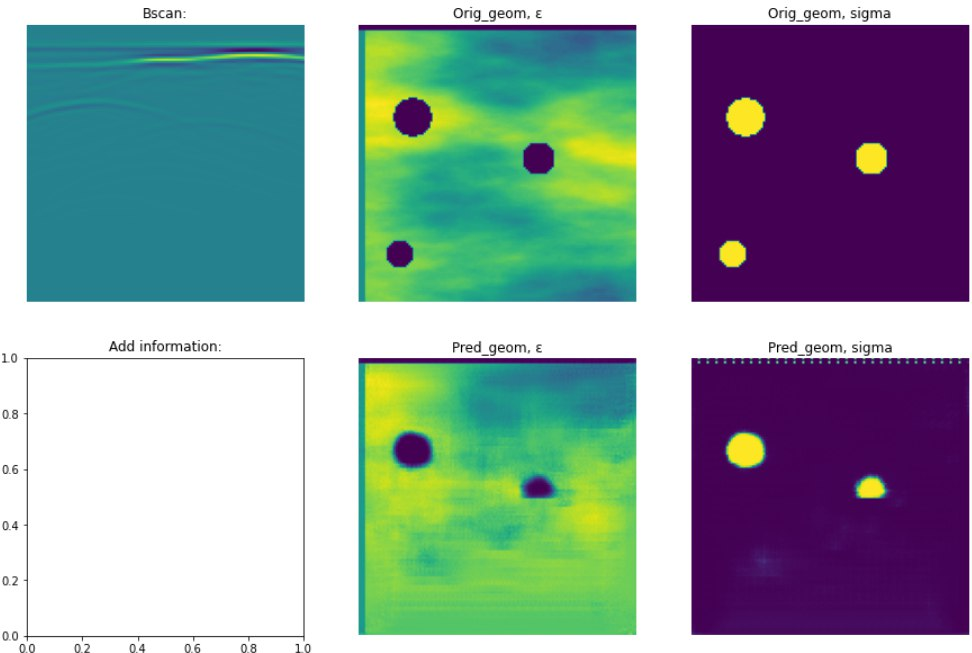 Bscan:
Orig_geom, ε
Orig_geom, sigma
Add information:
Pred_geom, ε
Pred_geom, sigma
1.0
0.8
0.6
0.4
0.2
0.0
0.0 0.2 0.4 0.6 0.8 1.0